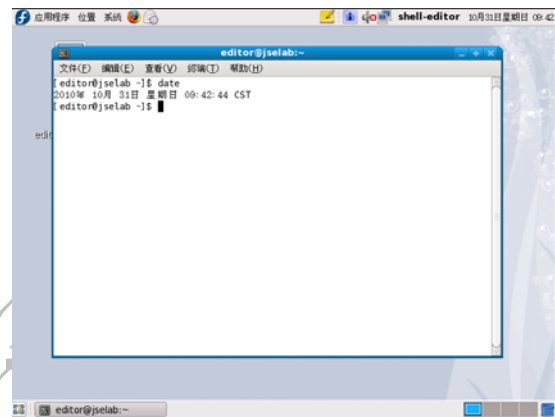 应用程序 位置 系统 shell-editor 10月31日星期日 09:42
editor@jselab:~
文件(F) 编辑(E) 查看(V) 终端(T) 帮助(H)
[editor@jselab ~]$ date
2010年 10月 31日 星期日 09:42:44 CST
[editor@jselab ~]$
edit
editor@jselab:~